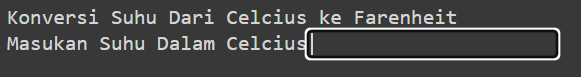 Konversi Suhu Dari Celcius ke Farenheit
Masukan Suhu Dalam Celcius